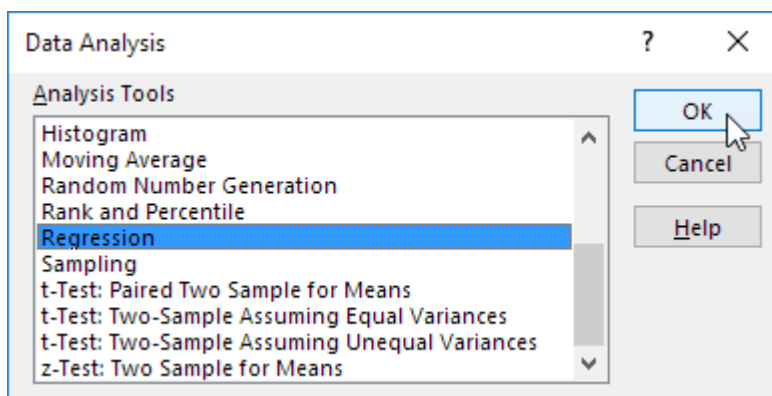 Data Analysis ? X
Analysis Tools
Histogram
Moving Average
Random Number Generation
Rank and Percentile
Regression
Sampling
t-Test: Paired Two Sample for Means
t-Test: Two-Sample Assuming Equal Variances
t-Test: Two-Sample Assuming Unequal Variances
z-Test: Two Sample for Means
OK
Cancel
Help